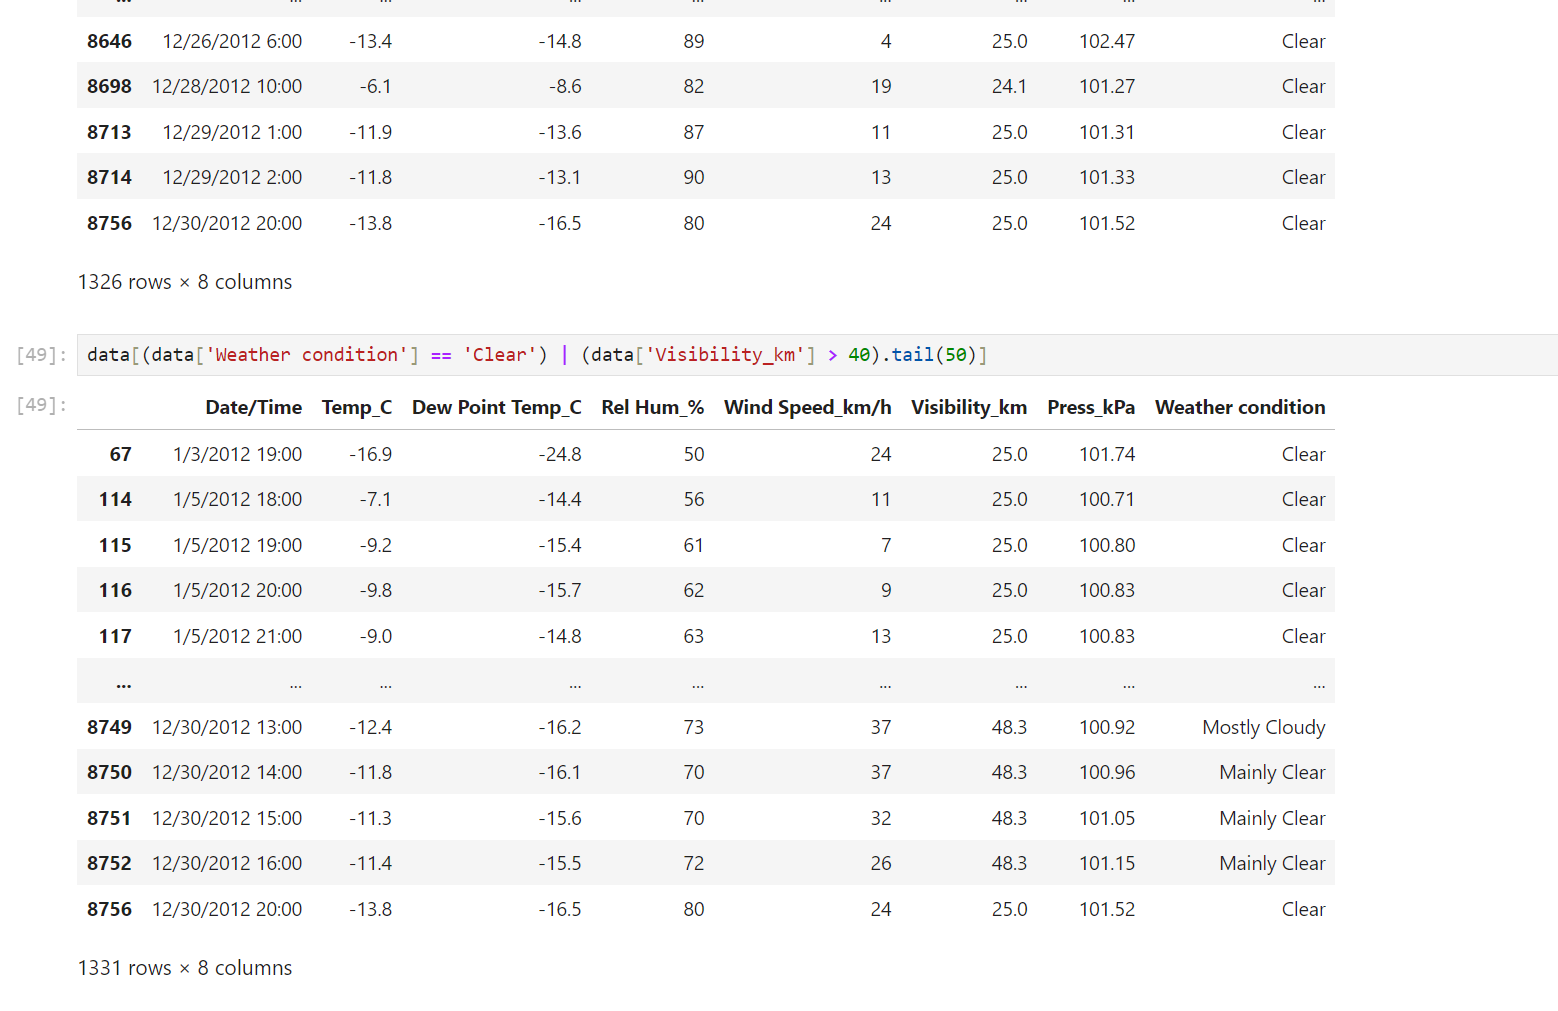 ... ... ... ... ... ... ... ... ...
8646 12/26/2012 6:00 -13.4 -14.8 89 4 25.0 102.47 Clear
8698 12/28/2012 10:00 -6.1 -8.6 82 19 24.1 101.27 Clear
8713 12/29/2012 1:00 -11.9 -13.6 87 11 25.0 101.31 Clear
8714 12/29/2012 2:00 -11.8 -13.1 90 13 25.0 101.33 Clear
8756 12/30/2012 20:00 -13.8 -16.5 80 24 25.0 101.52 Clear
1326 rows × 8 columns
[49]: data[(data['Weather condition'] == 'Clear') | (data['Visibility_km'] > 40).tail(50)]
[49]: Date/Time Temp_C Dew Point Temp_C Rel Hum_% Wind Speed_km/h Visibility_km Press_kPa Weather condition
67 1/3/2012 19:00 -16.9 -24.8 50 24 25.0 101.74 Clear
114 1/5/2012 18:00 -7.1 -14.4 56 11 25.0 100.71 Clear
115 1/5/2012 19:00 -9.2 -15.4 61 7 25.0 100.80 Clear
116 1/5/2012 20:00 -9.8 -15.7 62 9 25.0 100.83 Clear
117 1/5/2012 21:00 -9.0 -14.8 63 13 25.0 100.83 Clear
... ... ... ... ... ... ... ... ...
8749 12/30/2012 13:00 -12.4 -16.2 73 37 48.3 100.92 Mostly Cloudy
8750 12/30/2012 14:00 -11.8 -16.1 70 37 48.3 100.96 Mainly Clear
8751 12/30/2012 15:00 -11.3 -15.6 70 32 48.3 101.05 Mainly Clear
8752 12/30/2012 16:00 -11.4 -15.5 72 26 48.3 101.15 Mainly Clear
8756 12/30/2012 20:00 -13.8 -16.5 80 24 25.0 101.52 Clear
1331 rows × 8 columns